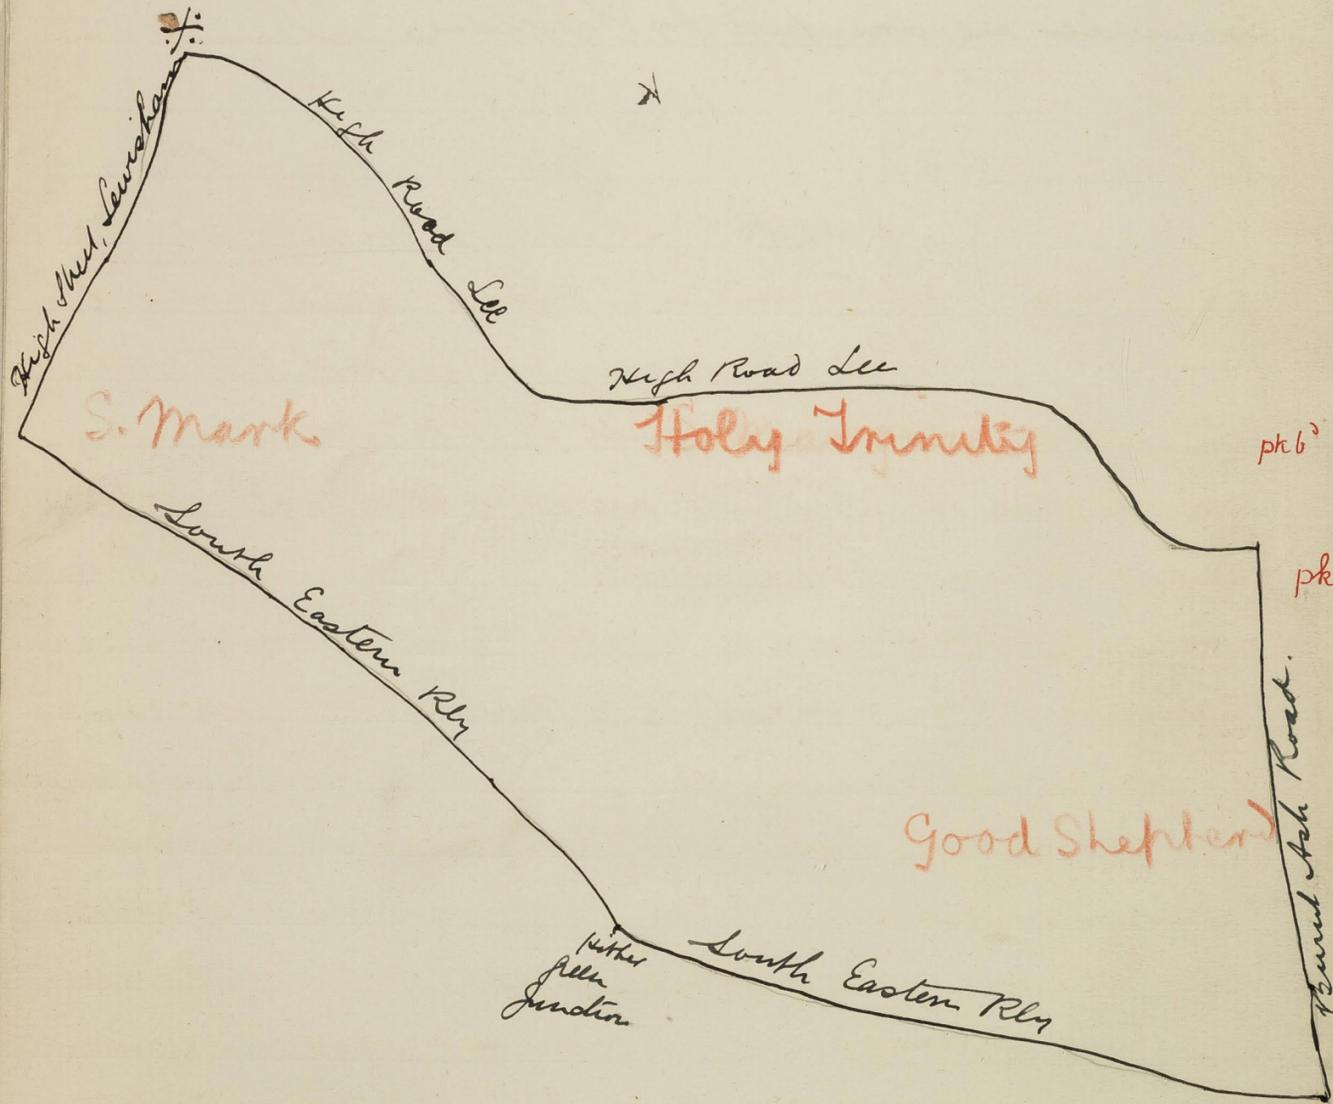 High Street, Lewisham
High Road Lee
High Road Lee
S. Mark
Holy Trinity
pk b
pk
South Eastern Rly
Burnt Ash Road.
Good Shepherd
Hither
Green
Junction
South Eastern Rly